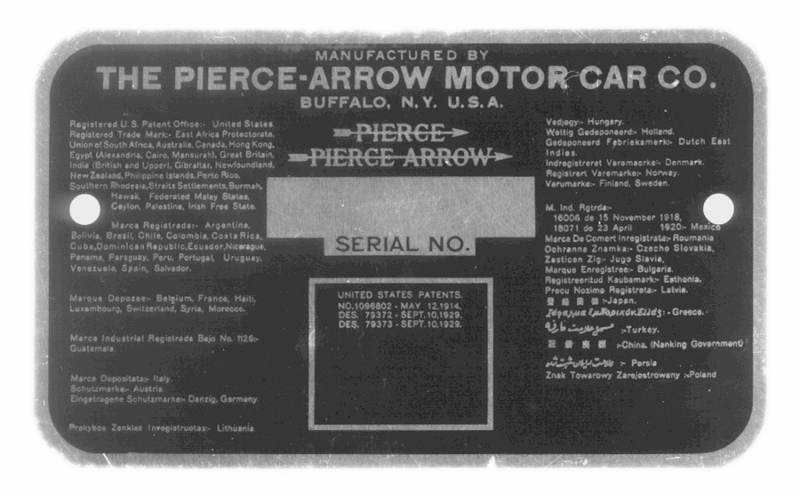 MANUFACTURED BY
THE PIERCE-ARROW MOTOR CAR CO.
BUFFALO, N.Y. U.S.A.
Registered U.S. Patent Office:- United States.
Registered Trade Mark:- East Africa Protectorate,
Union of South Africa, Australia, Canada, Hong Kong,
Egypt (Alexandria, Cairo, Mansurah), Great Britain,
India (British and Upper), Gibraltar, Newfoundland,
New Zealand, Philippine Islands, Porto Rico,
Southern Rhodesia, Straits Settlements, Burmah,
Hawaii, Federated Malay States,
Ceylon, Palestina, Irish Free State.
Marca Registrada:- Argentine,
Bolivia, Brazil, Chile, Colombia, Costa Rica,
Cuba, Dominican Republic, Ecuador, Nicarague,
Panama, Paraguay, Peru, Portugal, Uruguay,
Venezuela, Spain, Salvador.
Marque Deposee:- Belgium, France, Haiti,
Luxembourg, Switzerland, Syria, Morocco.
Marca Industrial Registrada Bajo No. 1126:-
Guatemala.
Marca Depositata:- Italy.
Schutzmarke:- Austria.
Eingetragene Schutzmarke:- Danzig, Germany.
Prekybos Zenklas Inregistruotas:- Lithuania.
PIERCE
PIERCE ARROW
SERIAL NO.
UNITED STATES PATENTS.
NO.1096802 - MAY 12,1914.
DES. 79372 - SEPT.10,1929.
DES. 79373 - SEPT.10,1929.
Vedjegy:- Hungary.
Wettig Gedeponeerd:- Holland.
Gedeponeerd Fabrieksmerk:- Dutch East
Indies.
Indregistreret Varemaerke:- Denmark.
Registrert Varemarke:- Norway.
Varumarke:- Finland, Sweden.
M. Ind. Rgtrda:-
16006 de 15 November 1918,
18071 de 23 April 1920:- Mexico
Marca De Comert Inregistrata:- Roumania
Ochranna Znamka:- Czecho Slovakia,
Zasticen Zig:- Jugo Slavia,
Marque Enregistree:- Bulgaria.
Registreeritud Kaubamark:- Esthonia.
Precu Nozime Registreta:- Latvia.
:-Japan.
:- Greece.
:-Turkey.
:-China, (Nanking Government)
:- Persia
Znak Towarowy Zarejestrowany :-Poland